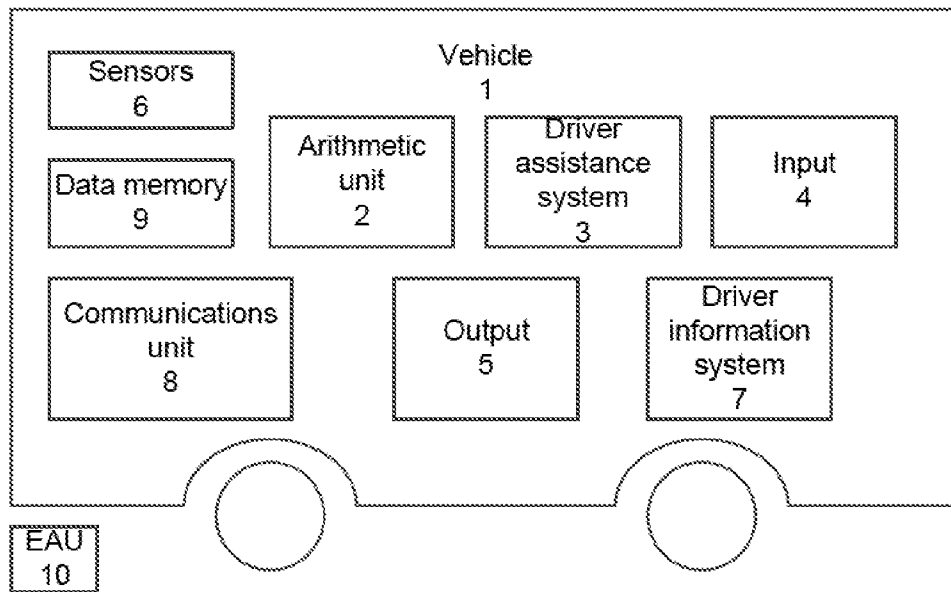 Vehicle
1
Sensors
6
Data memory
9
Arithmetic
unit
2
Driver
assistance
system
3
Input
4
Communications
unit
8
Output
5
Driver
information
system
7
EAU
10